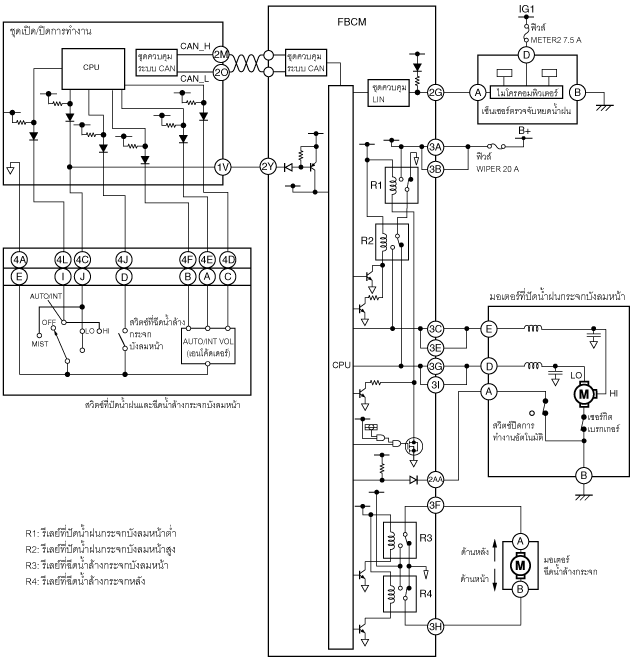 IG1
ฟิวส์
METER2 7.5 A
FBCM
ชุดเปิด/ปิดการทำงาน
CPU
CAN_H
CAN_L
ชุดควบคุม
ระบบ CAN
2M
2O
ชุดควบคุม
ระบบ CAN
ชุดควบคุม
LIN
2G
D
A
B
ไมโครคอมพิวเตอร์
เซ็นเซอร์ตรวจจับหยดน้ำฝน
B+
ฟิวส์
WIPER 20 A
3A
3B
1V
2Y
R1
R2
4A
4L
4C
4J
4F
4E
4D
E
I
J
D
B
A
C
AUTO/INT
OFF
MIST
LO
HI
สวิตช์ที่ฉีดน้ำล้าง
กระจก
บังลมหน้า
AUTO/INT VOL
(เอนโค้ดเดอร์)
สวิตช์ที่ปัดน้ำฝนและฉีดน้ำล้างกระจกบังลมหน้า
CPU
3C
3E
3G
3I
2AA
3F
3H
R3
R4
มอเตอร์ที่ปัดน้ำฝนกระจกบังลมหน้า
E
D
A
LO
M
HI
สวิตช์ปิดการ
ทำงานอัตโนมัติ
เซอร์กิต
เบรกเกอร์
B
ด้านหลัง
ด้านหน้า
A
M
B
มอเตอร์
ฉีดน้ำล้างกระจก
R1: รีเลย์ที่ปัดน้ำฝนกระจกบังลมหน้าต่ำ
R2: รีเลย์ที่ปัดน้ำฝนกระจกบังลมหน้าสูง
R3: รีเลย์ที่ฉีดน้ำล้างกระจกบังลมหน้า
R4: รีเลย์ที่ฉีดน้ำล้างกระจกหลัง